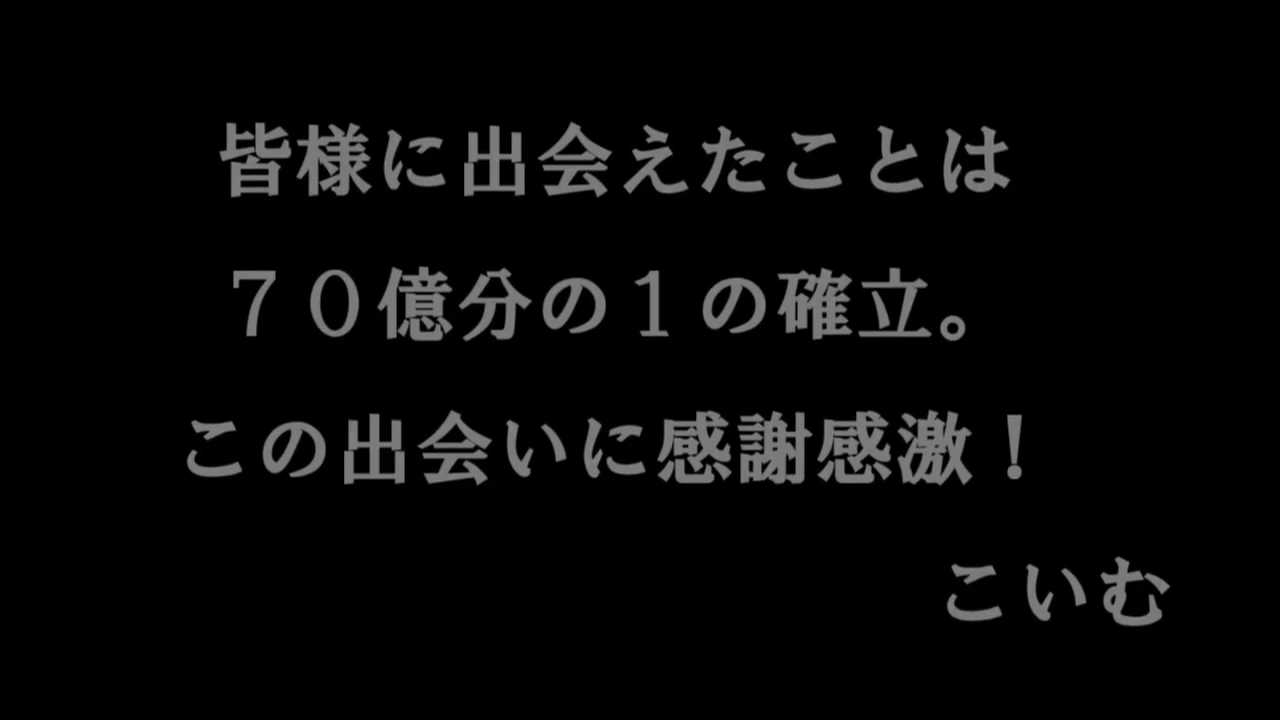 皆様に出会えたことは
７０億分の１の確立。
この出会いに感謝感激！
こいむ